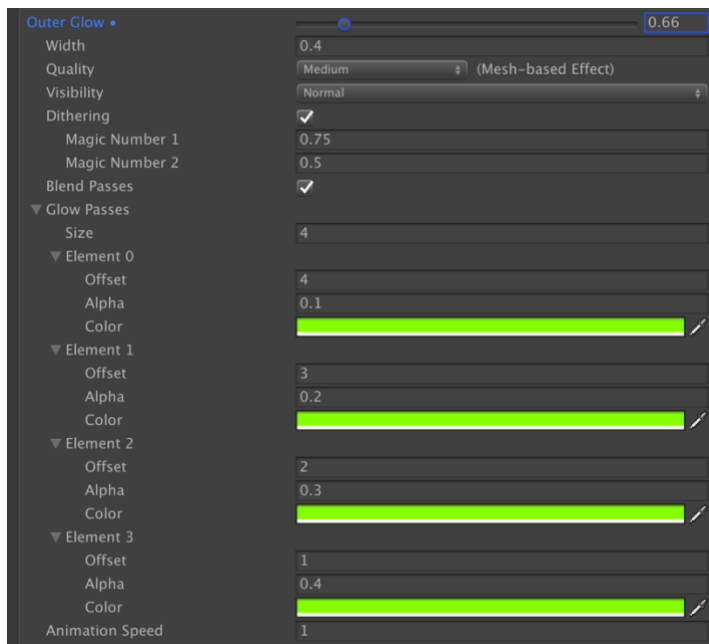 Outer Glow • 0.66
Width 0.4
Quality Medium (Mesh-based Effect)
Visibility Normal
Dithering
Magic Number 1 0.75
Magic Number 2 0.5
Blend Passes
Glow Passes
Size 4
Element 0
Offset 4
Alpha 0.1
Color
Element 1
Offset 3
Alpha 0.2
Color
Element 2
Offset 2
Alpha 0.3
Color
Element 3
Offset 1
Alpha 0.4
Color
Animation Speed 1